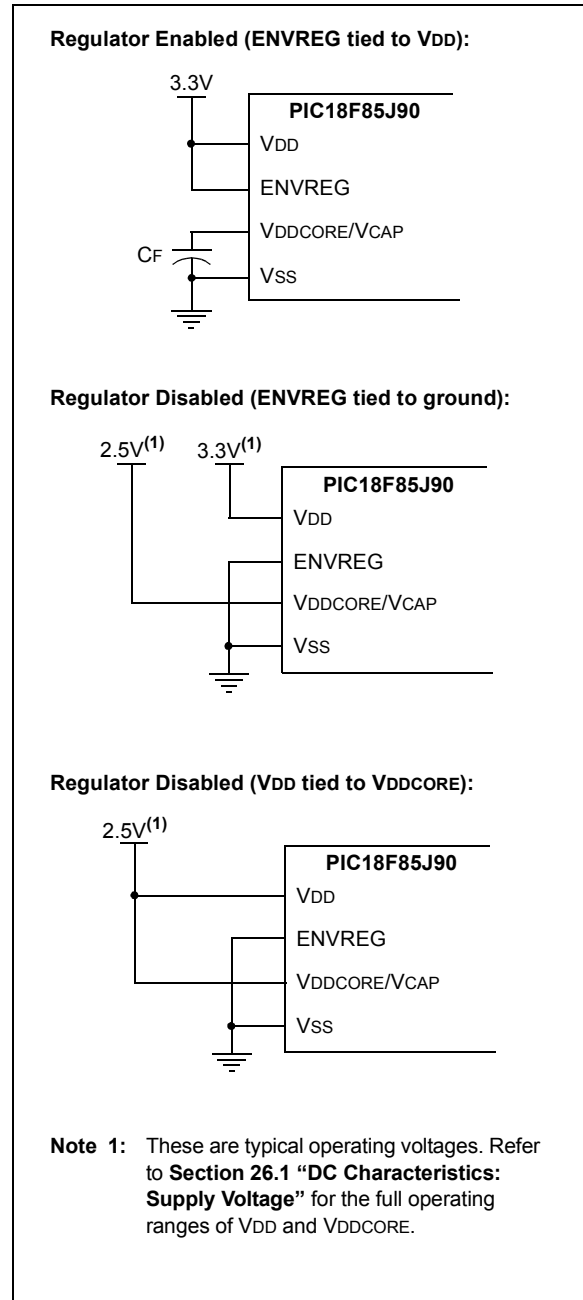 Regulator Enabled (ENVREG tied to VDD):
3.3V
PIC18F85J90
VDD
ENVREG
VDDCORE/VCAP
CF
VSS
Regulator Disabled (ENVREG tied to ground):
2.5V(1) 3.3V(1)
PIC18F85J90
VDD
ENVREG
VDDCORE/VCAP
VSS
Regulator Disabled (VDD tied to VDDCORE):
2.5V(1)
PIC18F85J90
VDD
ENVREG
VDDCORE/VCAP
VSS
Note 1: These are typical operating voltages. Refer
to Section 26.1 “DC Characteristics:
Supply Voltage” for the full operating
ranges of VDD and VDDCORE.